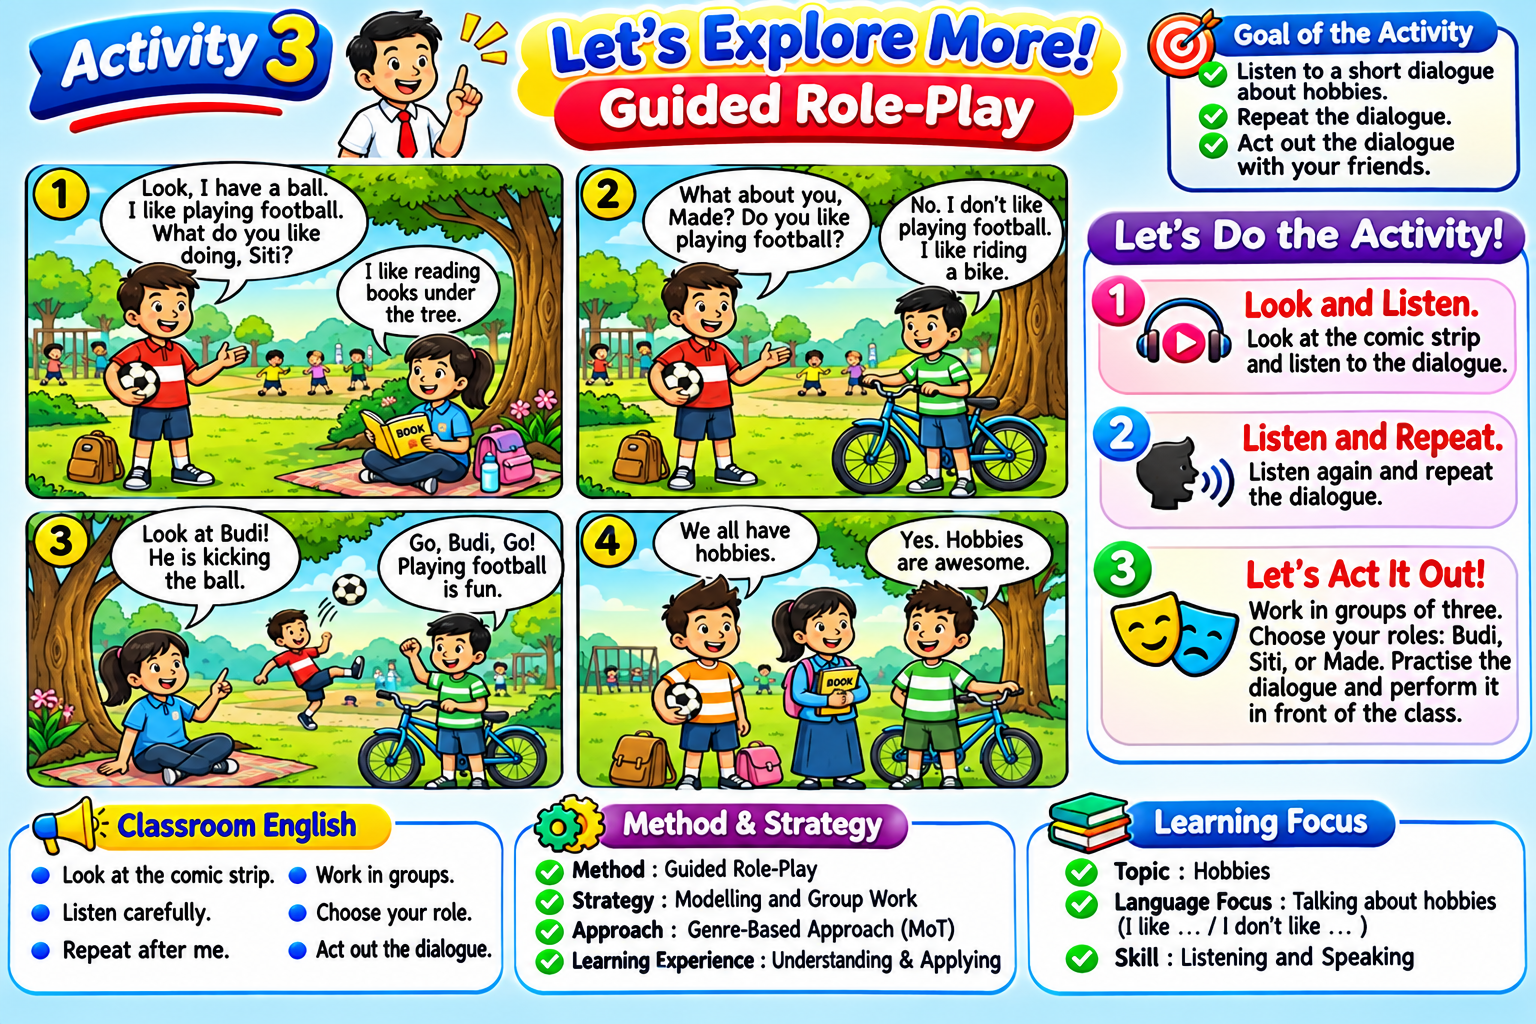 Activity 3
Let's Explore More!
Guided Role-Play
Goal of the Activity
Listen to a short dialogue
about hobbies.
Repeat the dialogue.
Act out the dialogue
with your friends.
1
Look, I have a ball.
I like playing football.
What do you like
doing, Siti?
I like reading
books under
the tree.
BOOK
2
What about you,
Made? Do you like
playing football?
No. I don't like
playing football.
I like riding
a bike.
3
Look at Budi!
He is kicking
the ball.
Go, Budi, Go!
Playing football
is fun.
4
We all have
hobbies.
Yes. Hobbies
are awesome.
BOOK
Let's Do the Activity!
1
Look and Listen.
Look at the comic strip
and listen to the dialogue.
2
Listen and Repeat.
Listen again and repeat
the dialogue.
3
Let's Act It Out!
Work in groups of three.
Choose your roles: Budi,
Siti, or Made. Practise the
dialogue and perform it
in front of the class.
Classroom English
Look at the comic strip.
Listen carefully.
Repeat after me.
Work in groups.
Choose your role.
Act out the dialogue.
Method & Strategy
Method : Guided Role-Play
Strategy : Modelling and Group Work
Approach : Genre-Based Approach (MoT)
Learning Experience : Understanding & Applying
Learning Focus
Topic : Hobbies
Language Focus : Talking about hobbies
(I like ... / I don't like ... )
Skill : Listening and Speaking